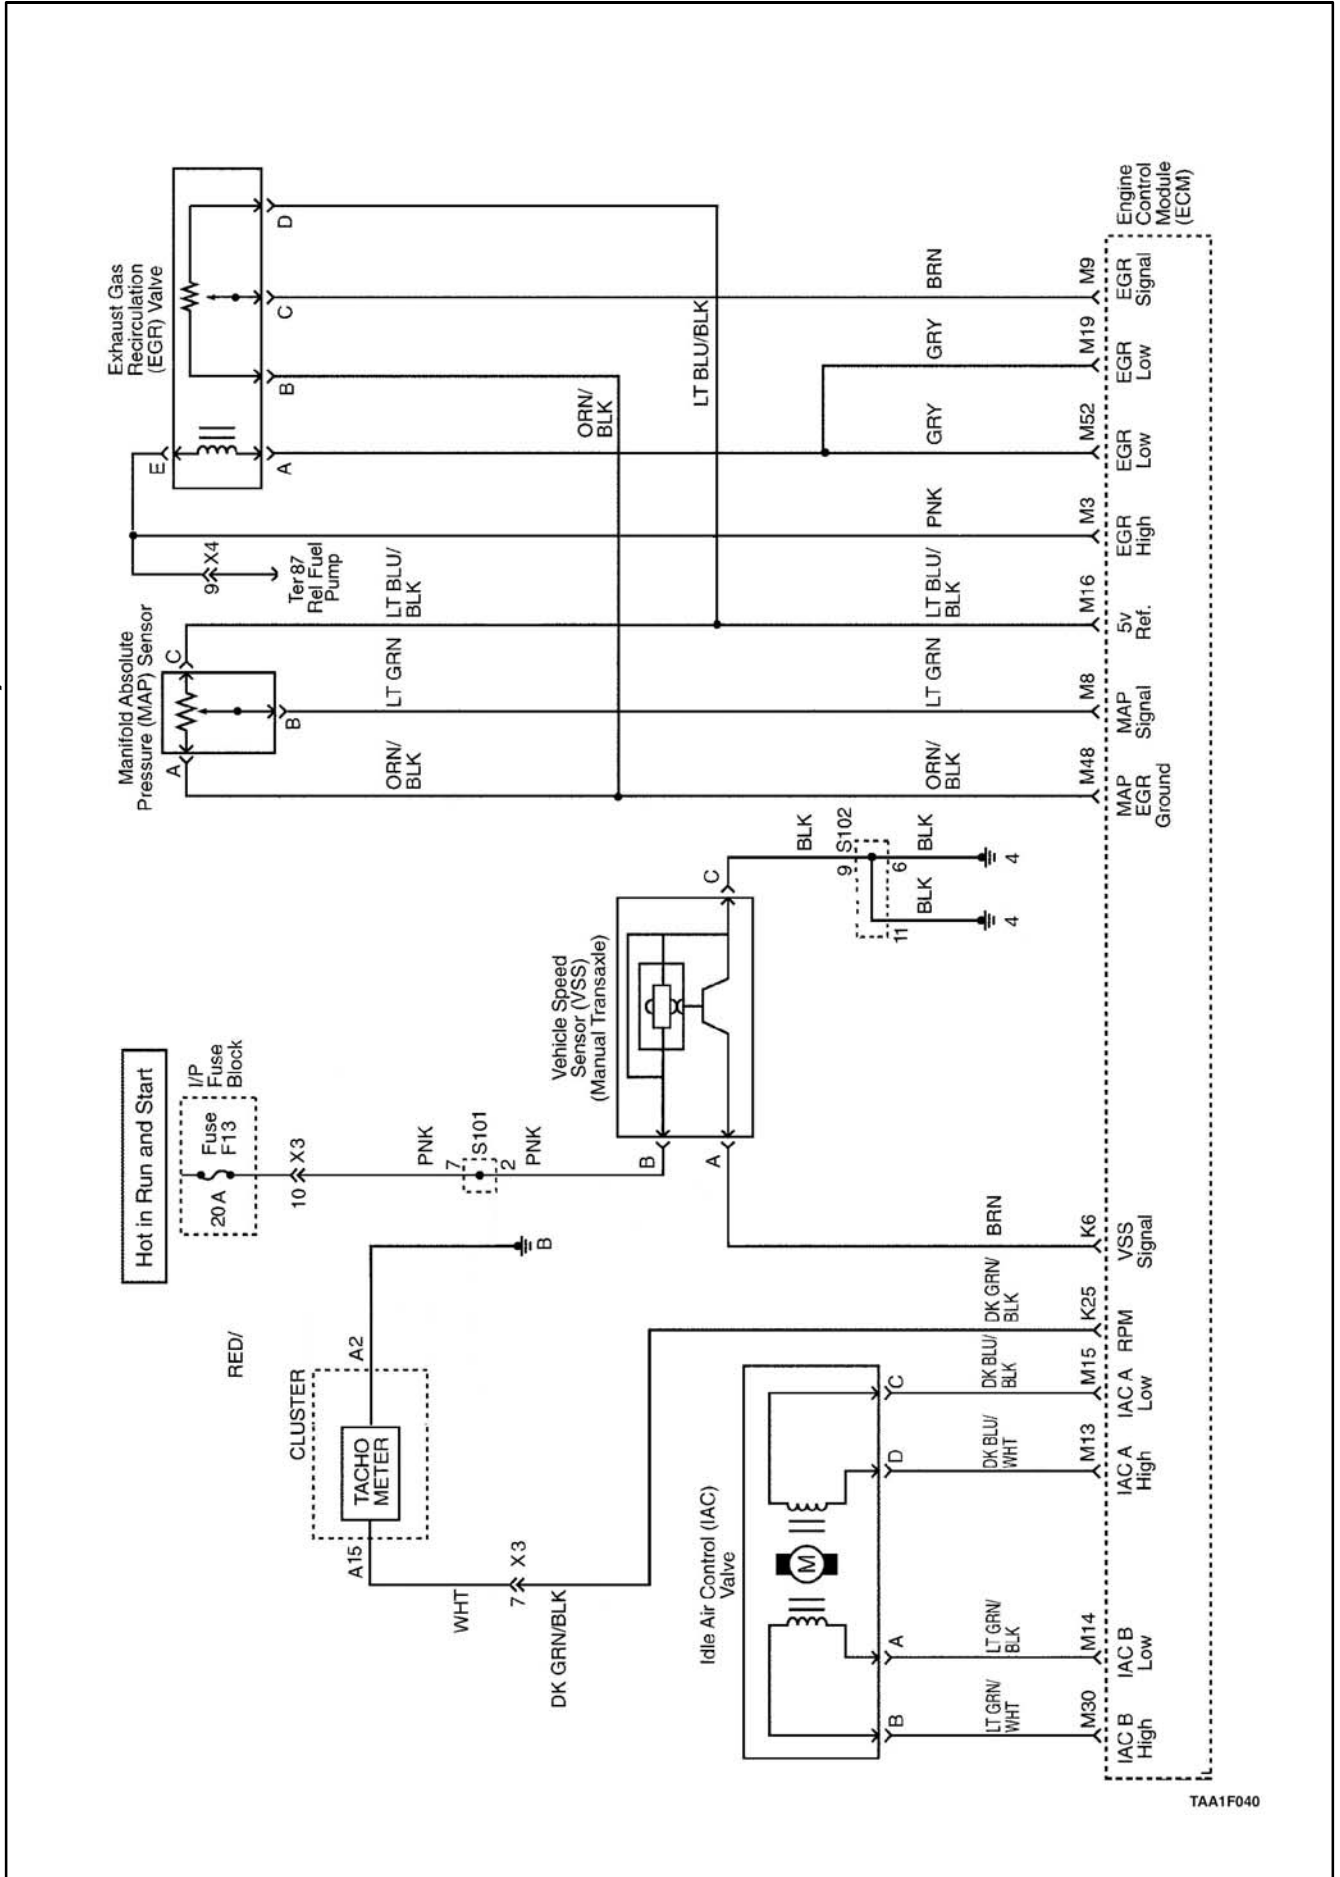 Hot in Run and Start
20 A
Fuse
F13
I/P
Fuse
Block
10
X3
RED/
CLUSTER
TACHO
METER
A15
A2
WHT
7
X3
DK GRN/BLK
B
PNK
7
S101
2
PNK
Vehicle Speed
Sensor (VSS)
(Manual Transaxle)
B
A
C
BLK
9
S102
11
6
BLK
BLK
4
4
Manifold Absolute
Pressure (MAP) Sensor
A
C
B
ORN/
BLK
LT GRN
LT BLU/
BLK
9
X4
Ter 87
Rel Fuel
Pump
Exhaust Gas
Recirculation
(EGR) Valve
E
A
B
C
D
ORN/
BLK
LT BLU/BLK
Idle Air Control (IAC)
Valve
M
B
A
D
C
LT GRN/
WHT
LT GRN/
BLK
DK BLU/
WHT
DK BLU/
BLK
DK GRN/
BLK
BRN
ORN/
BLK
LT GRN
LT BLU/
BLK
PNK
GRY
GRY
BRN
M30
M14
M13
M15
K25
K6
M48
M8
M16
M3
M52
M19
M9
IAC B
High
IAC B
Low
IAC A
High
IAC A
Low
RPM
VSS
Signal
MAP
EGR
Ground
MAP
Signal
5v
Ref.
EGR
High
EGR
Low
EGR
Low
EGR
Signal
Engine
Control
Module
(ECM)
TAA1F040